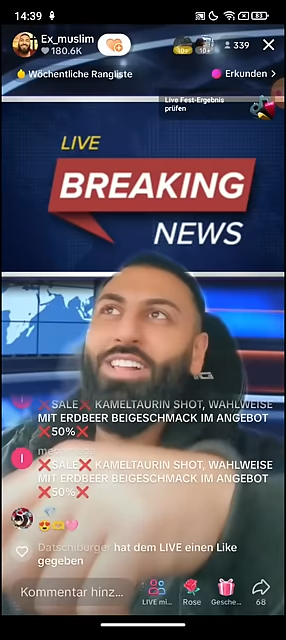 14:39
83
Ex_muslim
180.6K
339
Wöchentliche Rangliste
Erkunden >
Live Fest-Ergebnis
prüfen
LIVE
BREAKING
NEWS
❌SALE❌ KAMELTAURIN SHOT, WAHLWEISE
MIT ERDBEER BEIGESCHMACK IM ANGEBOT
❌50%❌
❌SALE❌ KAMELTAURIN SHOT, WAHLWEISE
MIT ERDBEER BEIGESCHMACK IM ANGEBOT
❌50%❌
Datschiburger hat dem LIVE einen Like
gegeben
Kommentar hinz...
LIVE mi...
Rose
Gesche...
68